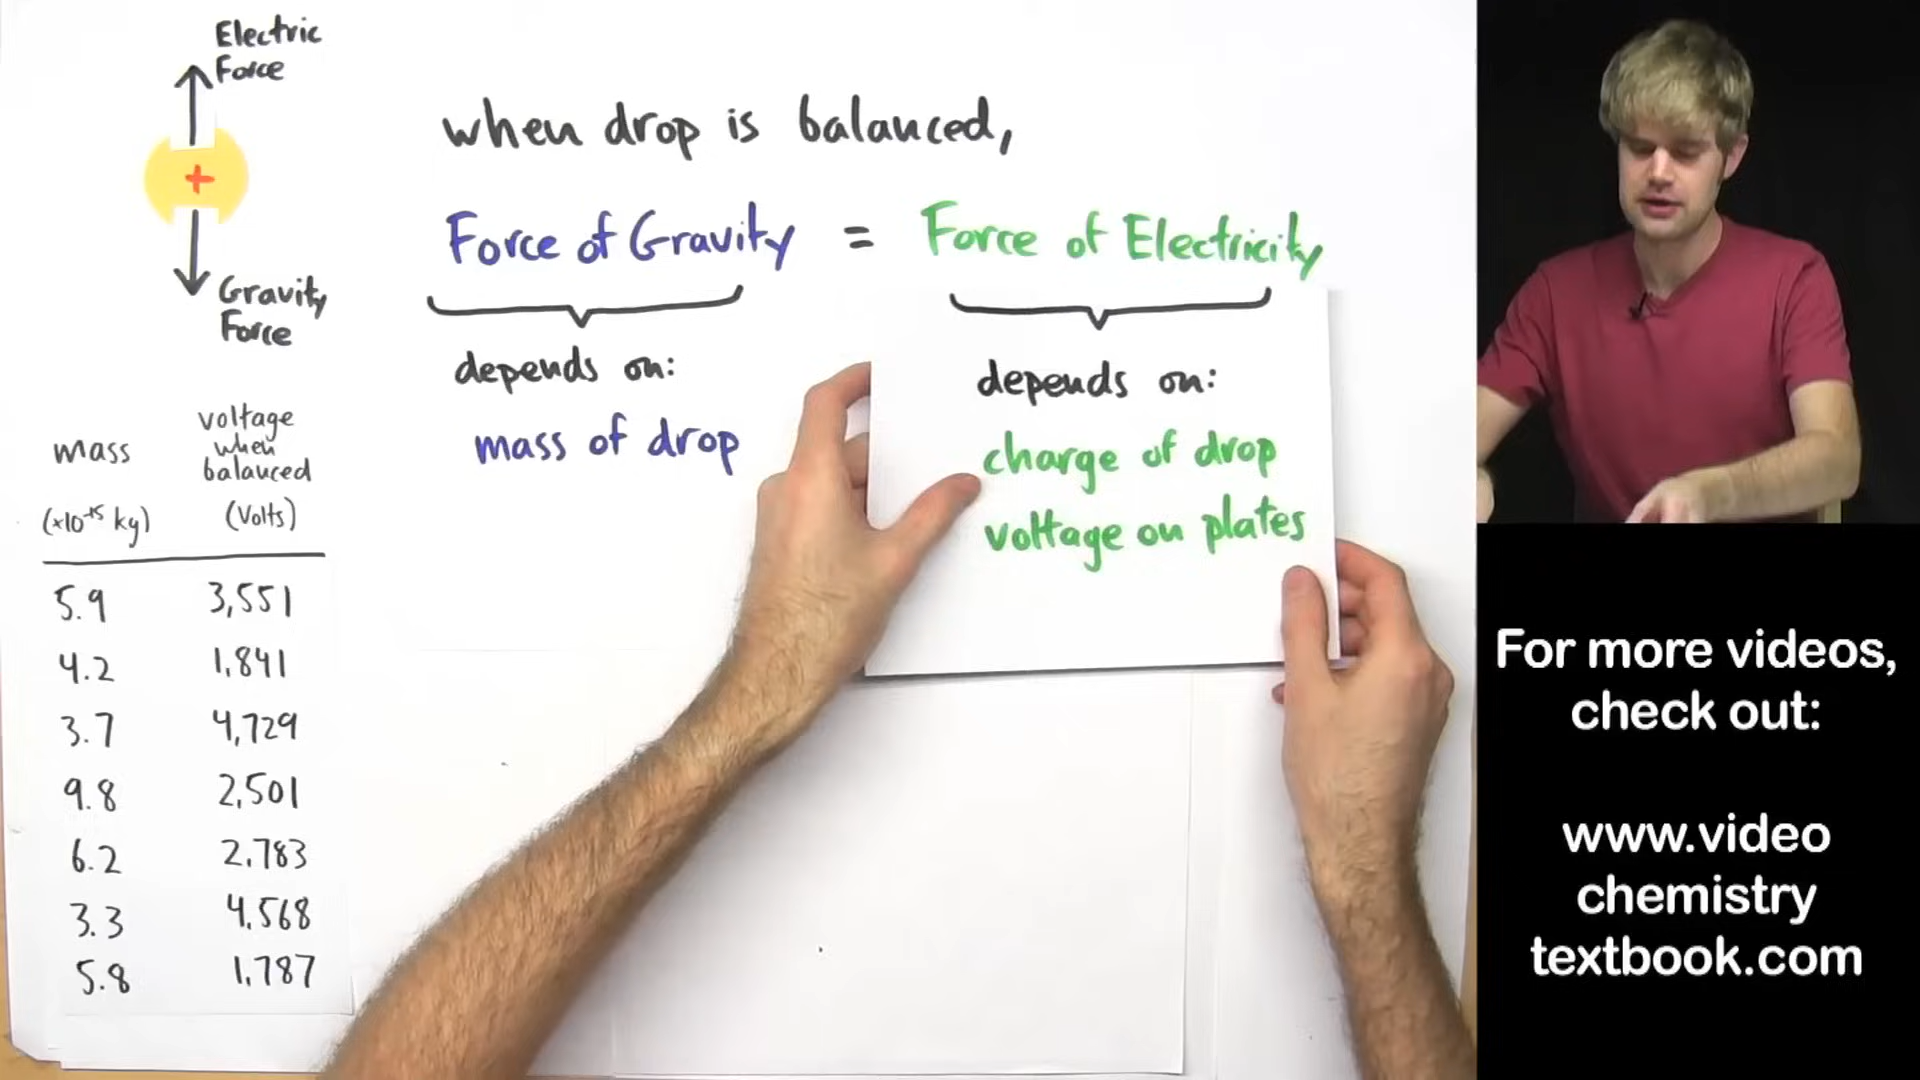 Electric
Force
+
Gravity
Force
when drop is balanced,
Force of Gravity = Force of Electricity
depends on:
mass of drop
depends on:
charge of drop
voltage on plates
mass
(×10⁻¹⁵ kg)
voltage
when
balanced
(Volts)
5.9 3,551
4.2 1,841
3.7 4,729
9.8 2,501
6.2 2,783
3.3 4,568
5.8 1,787
For more videos,
check out:
www.video
chemistry
textbook.com